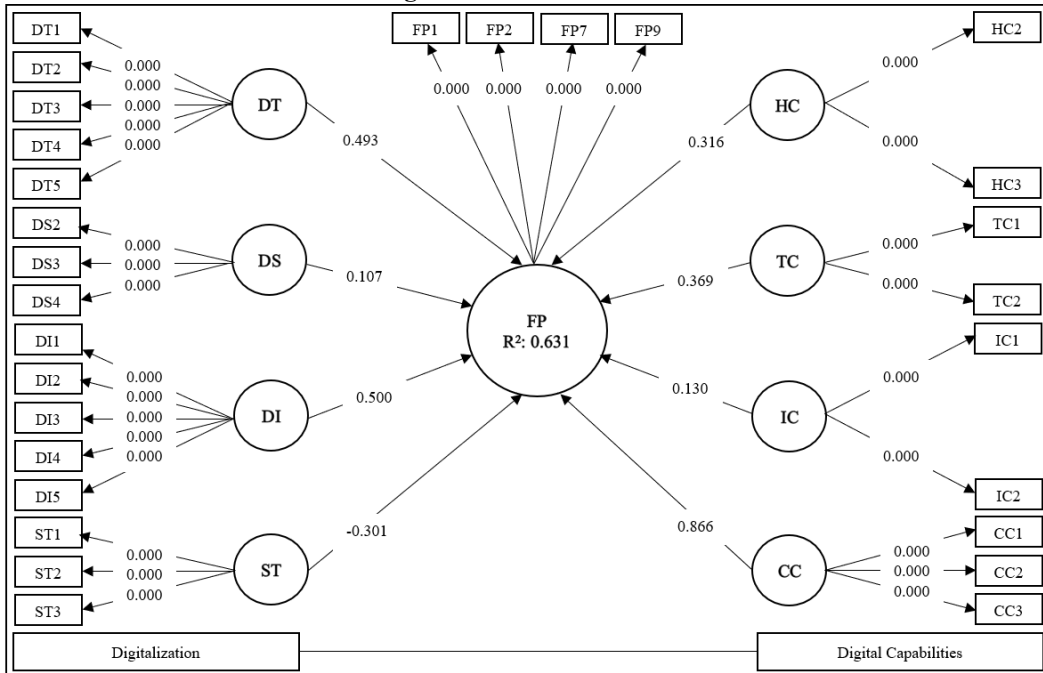 DT1
DT2
DT3
DT4
DT5
0.000
0.000
0.000
0.000
0.000
DT
0.493
DS2
DS3
DS4
0.000
0.000
0.000
DS
0.107
DI1
DI2
DI3
DI4
DI5
0.000
0.000
0.000
0.000
0.000
DI
0.500
ST1
ST2
ST3
0.000
0.000
0.000
ST
-0.301
FP1
FP2
FP7
FP9
0.000
0.000
0.000
0.000
FP
R²: 0.631
HC
0.316
0.000
0.000
HC2
HC3
TC
0.369
0.000
0.000
TC1
TC2
IC
0.130
0.000
0.000
IC1
IC2
CC
0.866
0.000
0.000
0.000
CC1
CC2
CC3
Digitalization
Digital Capabilities